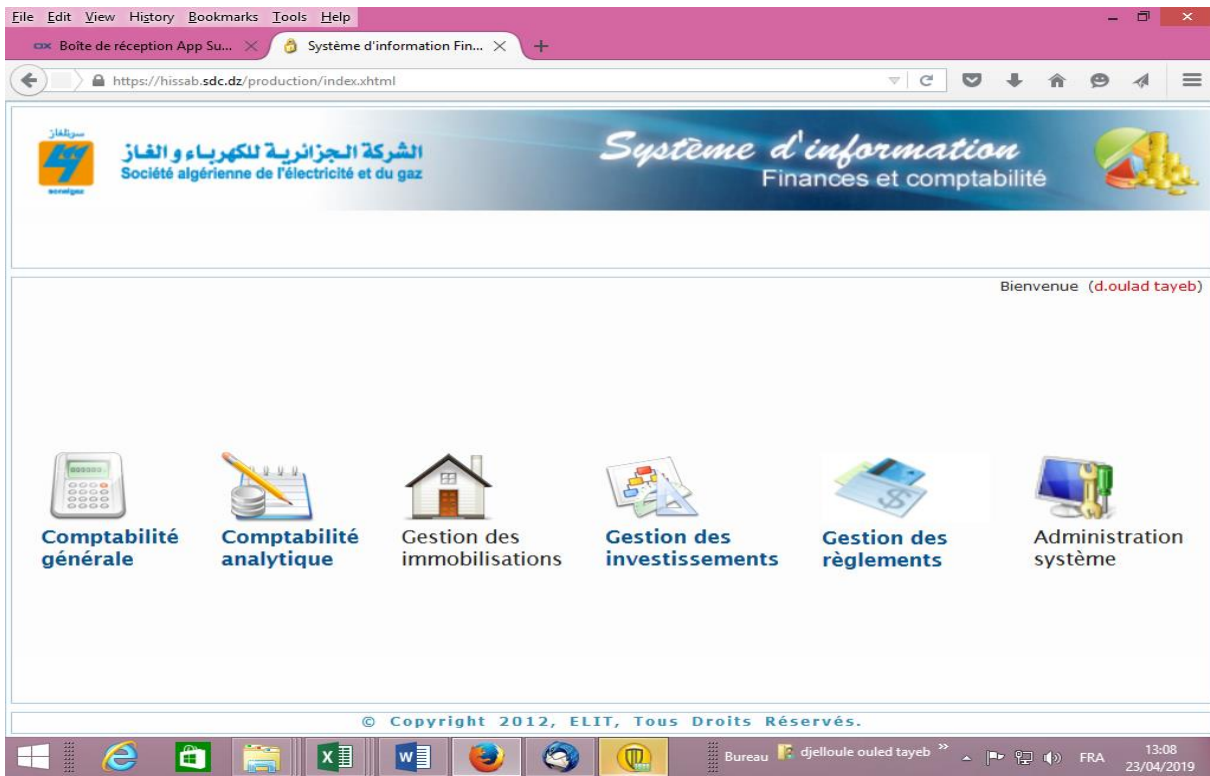 File Edit View History Bookmarks Tools Help
Boîte de réception App Su... Système d'information Fin...
https://hissab.sdc.dz/production/index.xhtml
سونلغاز
sonelgaz
الشركة الجزائرية للكهرباء و الغاز
Société algérienne de l'électricité et du gaz
Système d'information
Finances et comptabilité
Bienvenue (d.oulad tayeb)
Comptabilité générale
Comptabilité analytique
Gestion des immobilisations
Gestion des investissements
Gestion des règlements
Administration système
© Copyright 2012, ELIT, Tous Droits Réservés.
Bureau djelloule ouled tayeb » FRA 13:08
23/04/2019